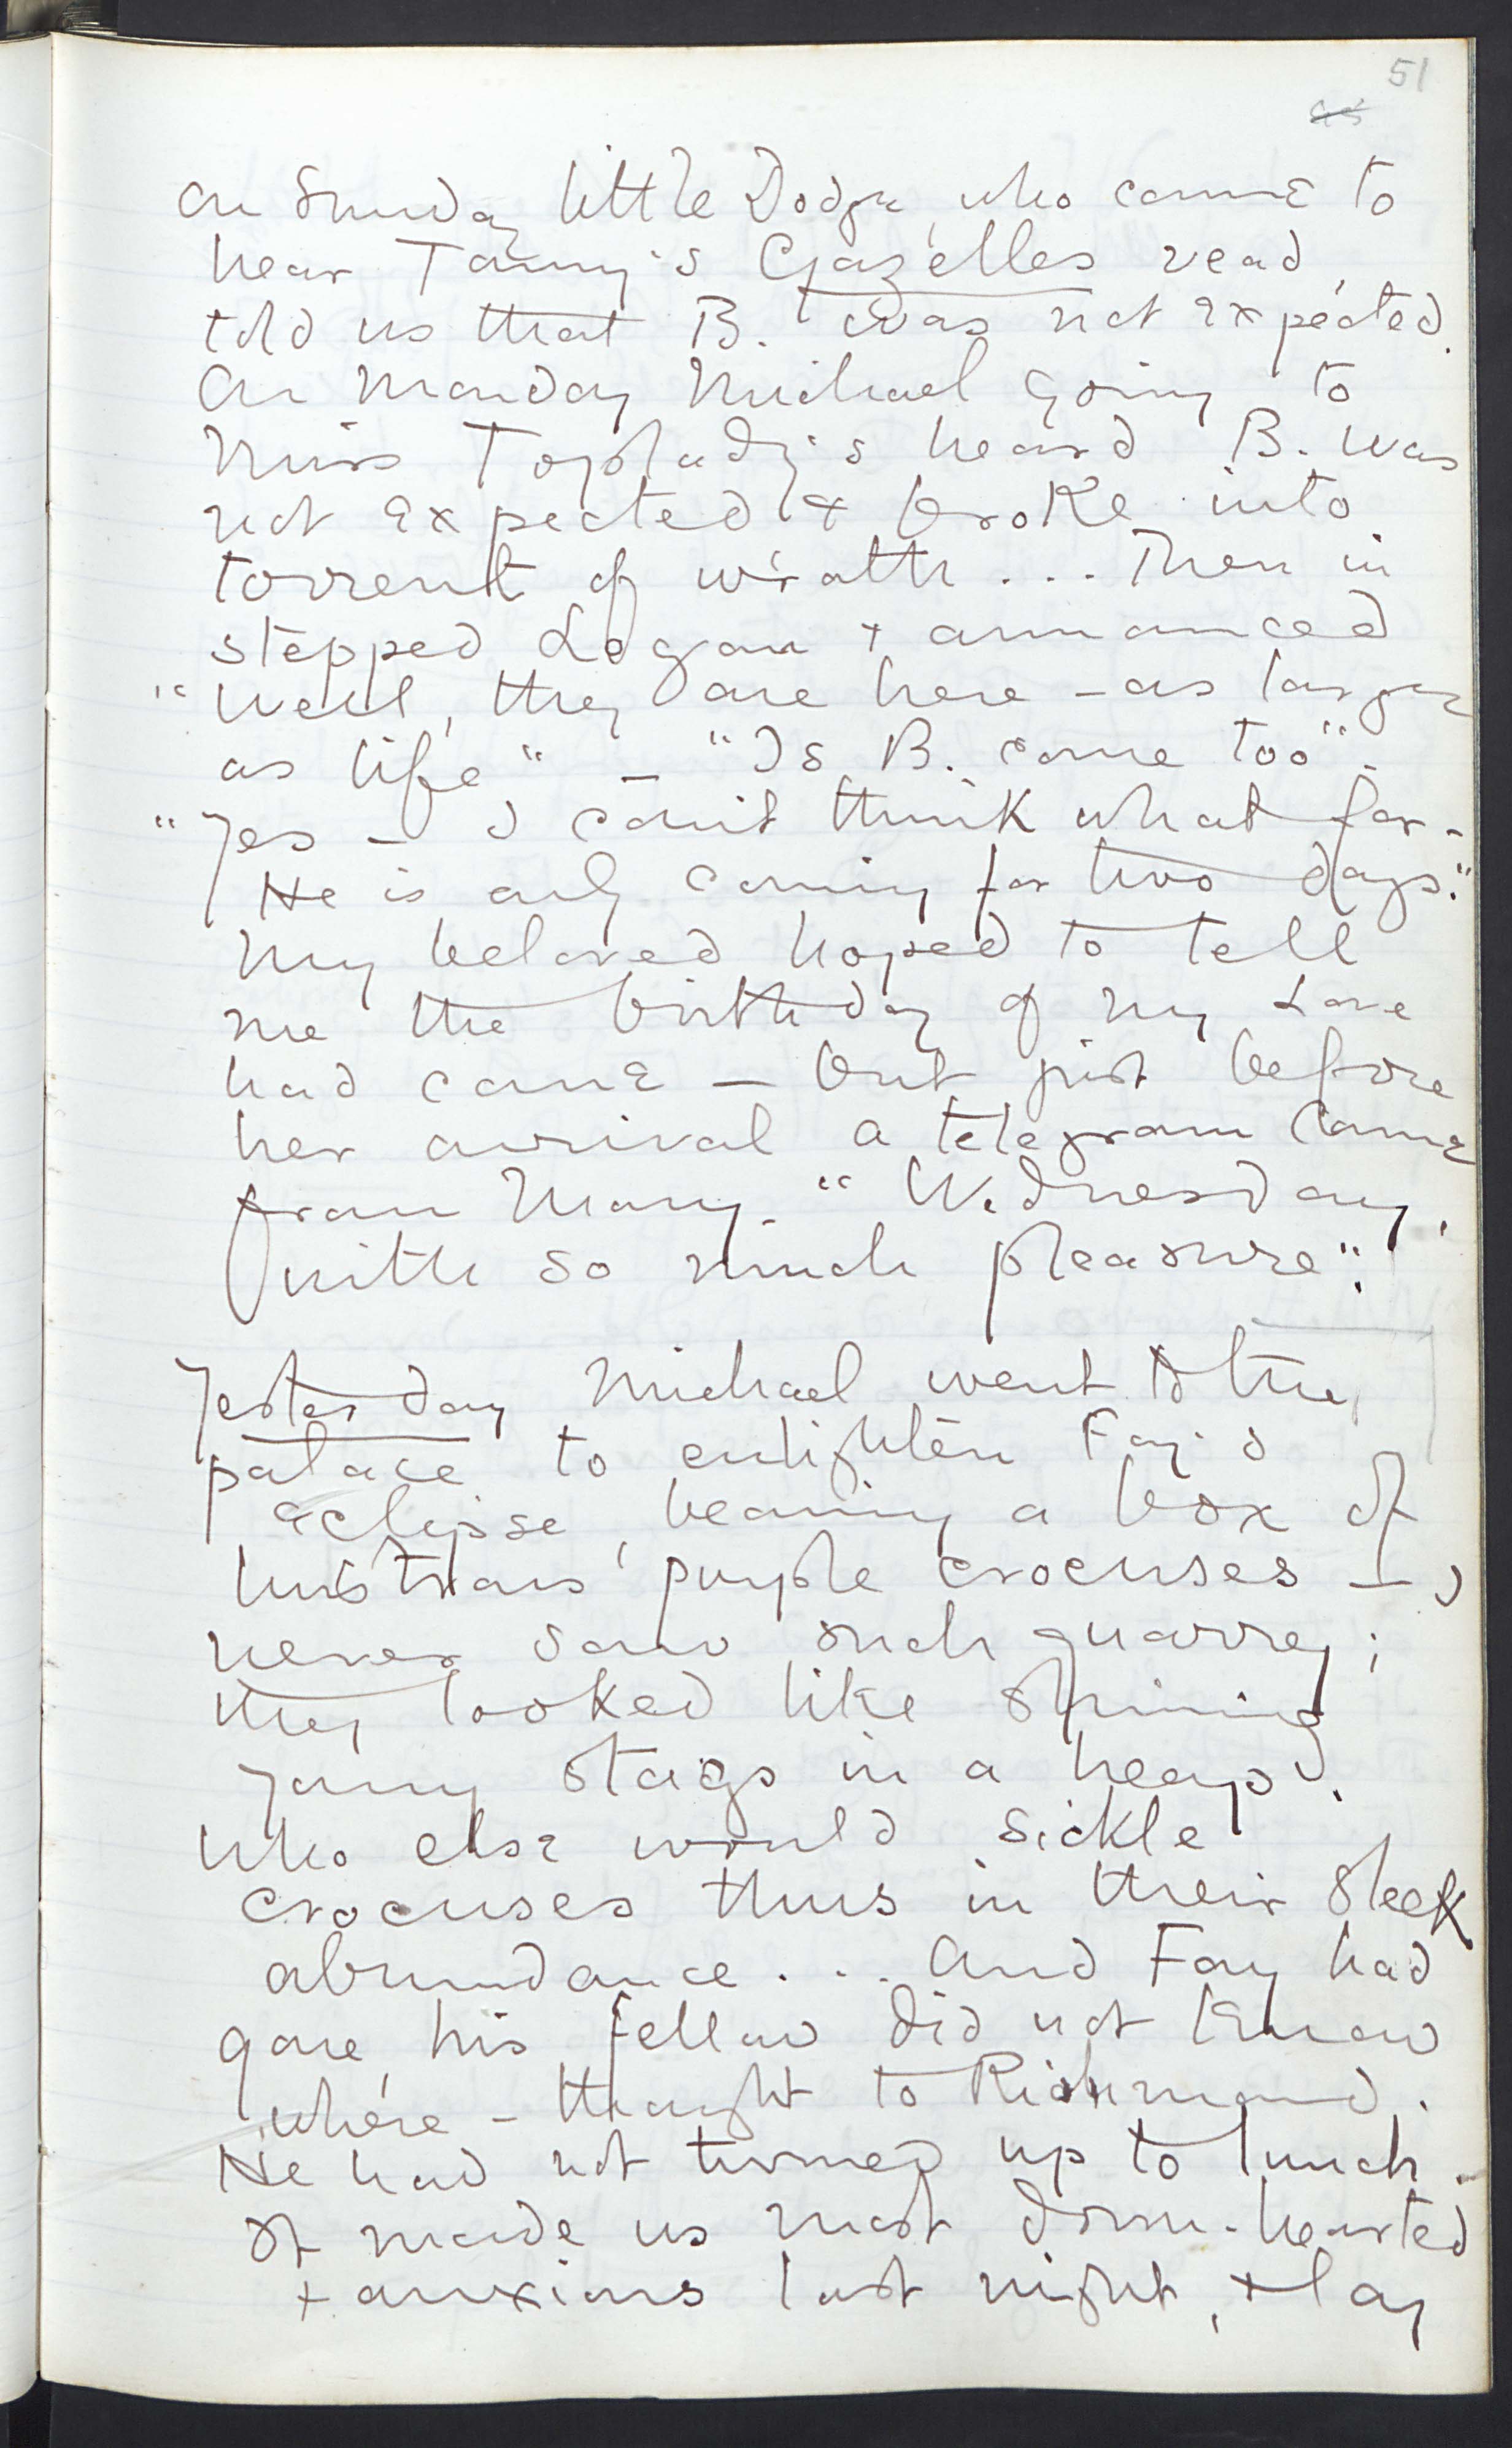 51
On Sunday little Dodge, who came to
hear Tommy's Gazelles read,
told us that B. was not expected.
On Monday Michael going to
Miss Toplady's heard B. was
not expected & broke into
torrent of wrath ... Then in
stepped Logan & announced
"Well, they are here – as large
as life" – "Is B. come too".
"Yes – I can't think what for –
He is only coming for two days."
My beloved hoped to tell
me the birthday of my Love
had come – but just before
her arrival a telegram came
from Mary. "Wednesday,
with so much pleasure".
Yesterday Michael went to the
palace to enlighten Fay's
eclipse, bearing a box of
lustrous purple crocuses – I
never saw such quarry;
they looked like shining
young stags in a heap.
Who else would sickle
crocuses thus in their sleek
abundance ... And Fay had
gone, his fellow did not know
where – thought to Richmond.
He had not turned up to lunch.
It made us most down-hearted
& anxious last night, & lay